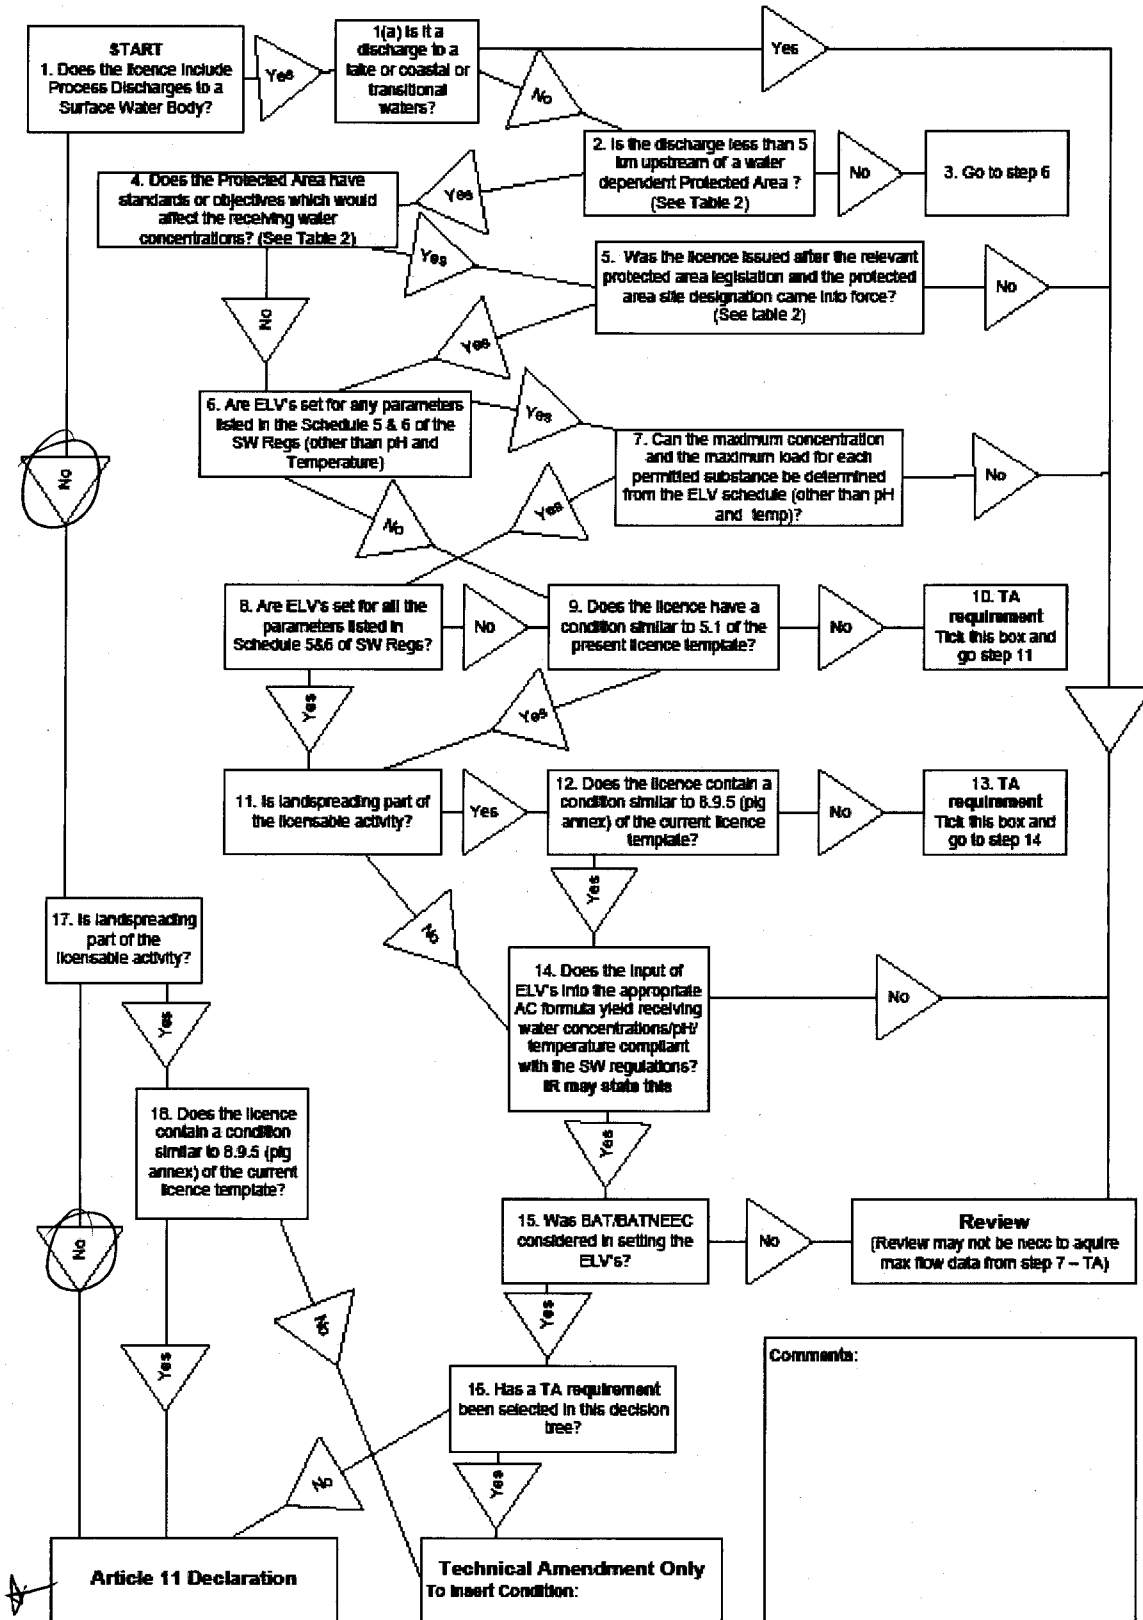 START
1. Does the licence include
Process Discharges to a
Surface Water Body?
Yes
1(a) Is it a
discharge to a
lake or coastal or
transitional
waters?
Yes
No
2. Is the discharge less than 5
km upstream of a water
dependent Protected Area ?
(See Table 2)
No
3. Go to step 6
Yes
4. Does the Protected Area have
standards or objectives which would
affect the receiving water
concentrations? (See Table 2)
Yes
No
5. Was the licence issued after the relevant
protected area legislation and the protected
area site designation came into force?
(See table 2)
No
Yes
6. Are ELV's set for any parameters
listed in the Schedule 5 & 6 of the
SW Regs (other than pH and
Temperature)
Yes
No
7. Can the maximum concentration
and the maximum load for each
permitted substance be determined
from the ELV schedule (other than pH
and temp)?
No
Yes
No
8. Are ELV's set for all the
parameters listed in
Schedule 5&6 of SW Regs?
No
9. Does the licence have a
condition similar to 5.1 of the
present licence template?
No
10. TA
requirement
Tick this box and
go step 11
Yes
Yes
11. Is landspreading part of
the licensable activity?
Yes
12. Does the licence contain a
condition similar to 8.9.5 (pig
annex) of the current licence
template?
No
13. TA
requirement
Tick this box and
go to step 14
Yes
No
14. Does the input of
ELV's into the appropriate
AC formula yield receiving
water concentrations/pH/
temperature compliant
with the SW regulations?
IR may state this
No
Yes
17. Is landspreading
part of the
licensable activity?
Yes
No
18. Does the licence
contain a condition
similar to 8.9.5 (pig
annex) of the current
licence template?
No
Yes
15. Was BAT/BATNEEC
considered in setting the
ELV's?
No
Review
(Review may not be necc to aquire
max flow data from step 7 – TA)
Yes
16. Has a TA requirement
been selected in this decision
tree?
No
Yes
Comments:
Article 11 Declaration
Technical Amendment Only
To Insert Condition: